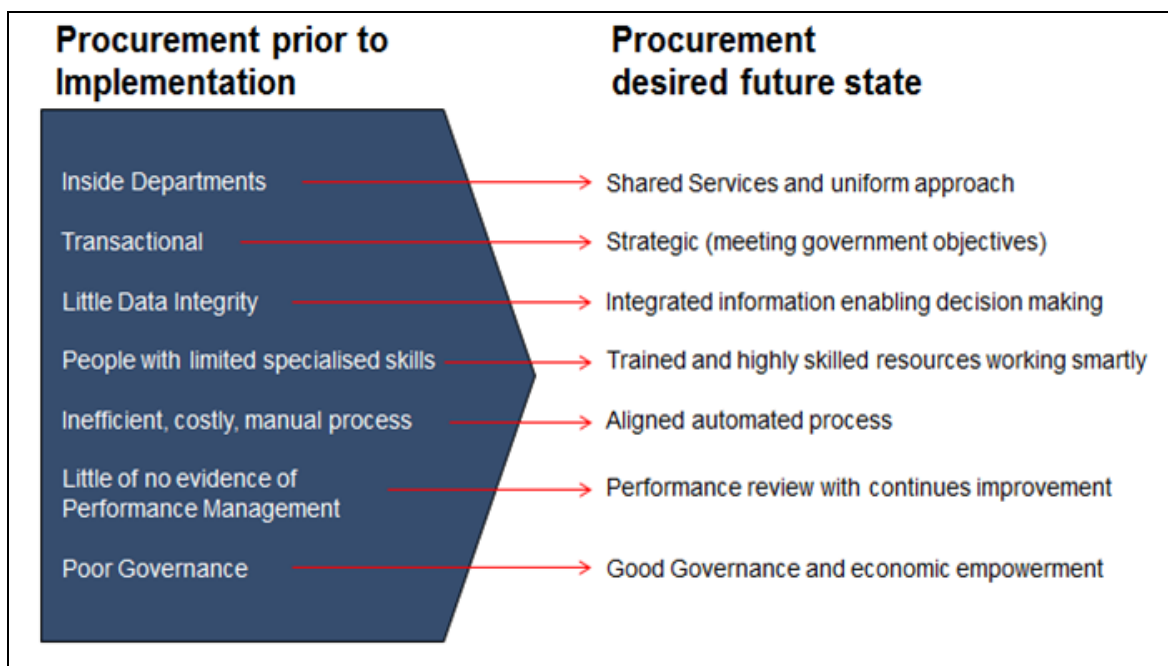 Procurement prior to
Implementation
Procurement
desired future state
Inside Departments
Shared Services and uniform approach
Transactional
Strategic (meeting government objectives)
Little Data Integrity
Integrated information enabling decision making
People with limited specialised skills
Trained and highly skilled resources working smartly
Inefficient, costly, manual process
Aligned automated process
Little of no evidence of
Performance Management
Performance review with continues improvement
Poor Governance
Good Governance and economic empowerment